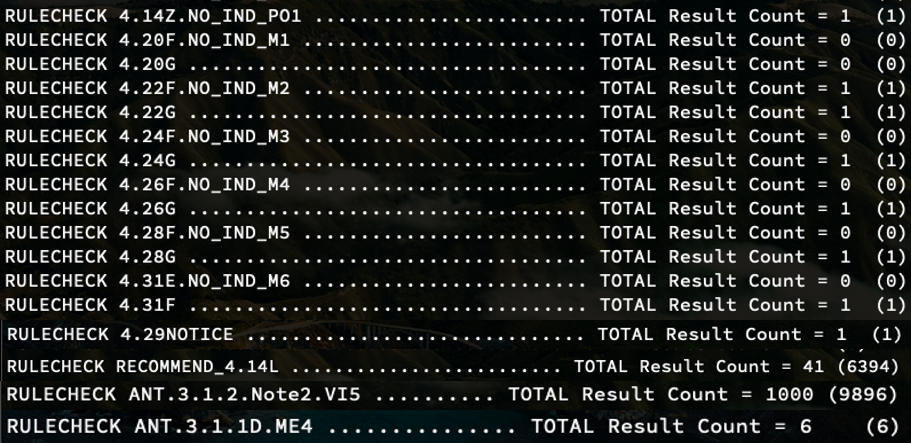 RULECHECK 4.14Z.NO_IND_PO1 ............................. TOTAL Result Count = 1 (1)
RULECHECK 4.20F.NO_IND_M1 .............................. TOTAL Result Count = 0 (0)
RULECHECK 4.20G .......................................... TOTAL Result Count = 0 (0)
RULECHECK 4.22F.NO_IND_M2 .............................. TOTAL Result Count = 1 (1)
RULECHECK 4.22G .......................................... TOTAL Result Count = 1 (1)
RULECHECK 4.24F.NO_IND_M3 .............................. TOTAL Result Count = 0 (0)
RULECHECK 4.24G .......................................... TOTAL Result Count = 1 (1)
RULECHECK 4.26F.NO_IND_M4 .............................. TOTAL Result Count = 0 (0)
RULECHECK 4.26G .......................................... TOTAL Result Count = 1 (1)
RULECHECK 4.28F.NO_IND_M5 .............................. TOTAL Result Count = 0 (0)
RULECHECK 4.28G .......................................... TOTAL Result Count = 1 (1)
RULECHECK 4.31E.NO_IND_M6 .............................. TOTAL Result Count = 0 (0)
RULECHECK 4.31F .......................................... TOTAL Result Count = 1 (1)
RULECHECK 4.29NOTICE .................................... TOTAL Result Count = 1 (1)
RULECHECK RECOMMEND_4.14L ............................ TOTAL Result Count = 41 (6394)
RULECHECK ANT.3.1.2.Note2.VI5 .......... TOTAL Result Count = 1000 (9896)
RULECHECK ANT.3.1.1D.ME4 ............... TOTAL Result Count = 6 (6)